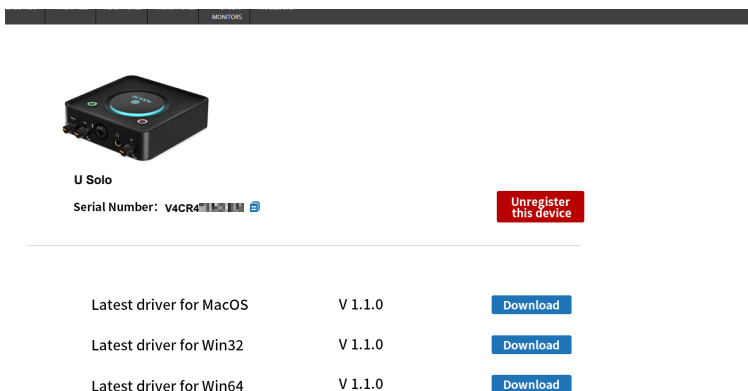 MONITORS
U Solo
Serial Number: V4CR4
Unregister
this device
Latest driver for MacOS V 1.1.0 Download
Latest driver for Win32 V 1.1.0 Download
Latest driver for Win64 V 1.1.0 Download